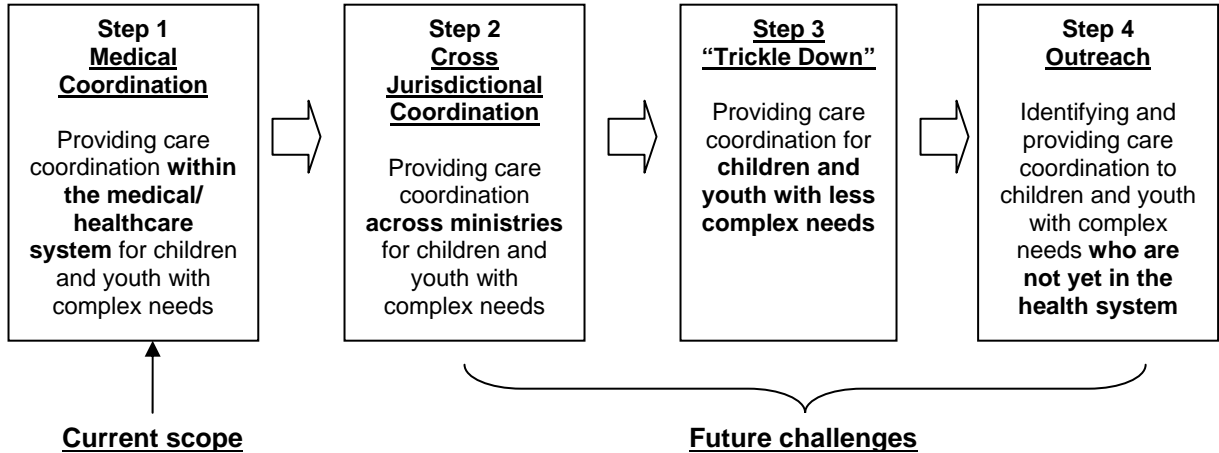 Step 1
Medical
Coordination
Providing care
coordination within
the medical/
healthcare
system for children
and youth with
complex needs
Step 2
Cross
Jurisdictional
Coordination
Providing care
coordination
across ministries
for children and
youth with
complex needs
Step 3
“Trickle Down”
Providing care
coordination for
children and
youth with less
complex needs
Step 4
Outreach
Identifying and
providing care
coordination to
children and youth
with complex
needs who are
not yet in the
health system
Current scope
Future challenges